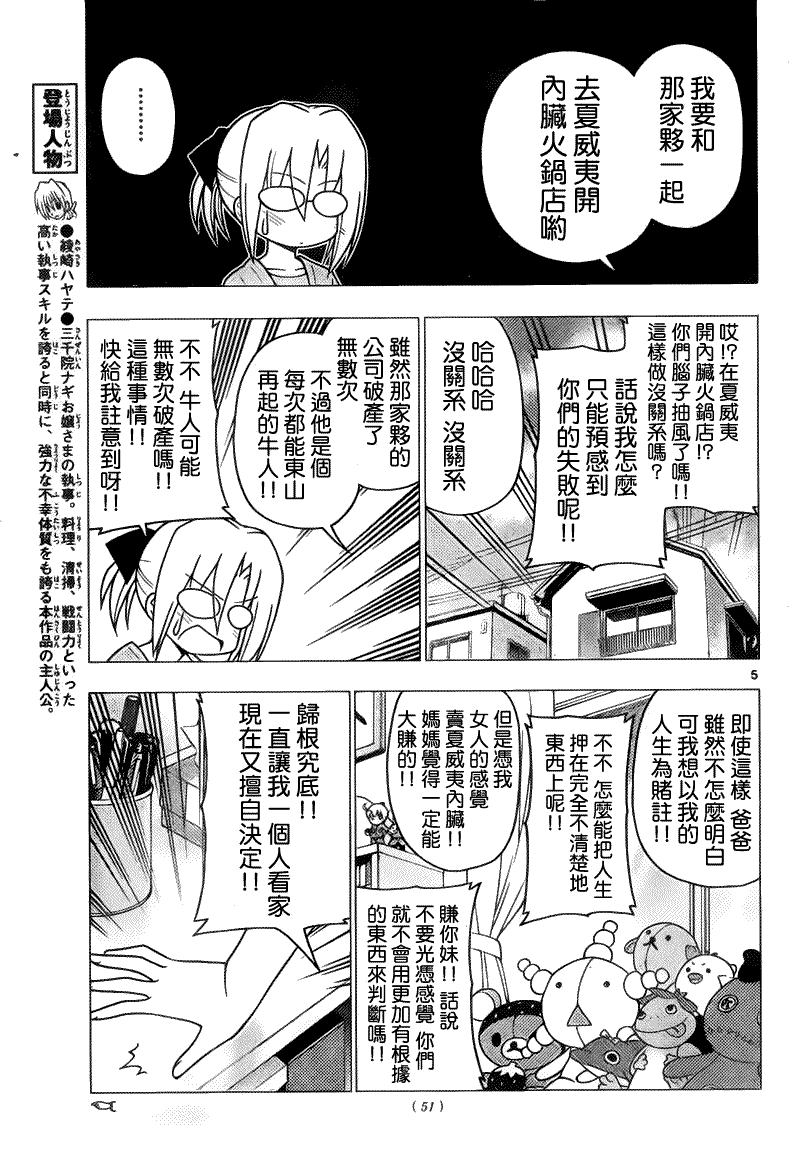 我要和
那家夥一起
去夏威夷開
內臟火鍋店喲
………
哎!?在夏威夷
開內臟火鍋店!?
你們腦子抽風了嗎!!
這樣做沒關系嗎?
話說我怎麼
只能預感到
你們的失敗呢!!
哈哈哈
沒關系 沒關系
雖然那家夥的
公司破產了
無數次
不過他是個
每次都能東山
再起的牛人!!
不不 牛人可能
無數次破產嗎!!
這種事情!!
快給我註意到呀!!
5
即使這樣 爸爸
雖然不怎麼明白
可我想以我的
人生為賭註!!
不不 怎麼能把人生
押在完全不清楚地
東西上呢!!
但是憑我
女人的感覺
賣夏威夷內臟!!
媽媽覺得一定能
大賺的!!
賺你妹!! 話說
不要光憑感覺 你們
就不會用更加有根據
的東西來判斷嗎!!
歸根究底!!
一直讓我一個人看家
現在又擅自決定!!
登場人物
とうじょうじんぶつ
●綾崎ハヤテ●三千院ナギお嬢さまの執事。料理、清掃、戦闘力といった
高い執事スキルを誇ると同時に、強力な不幸体質をも誇る本作品の主人公。
(51)